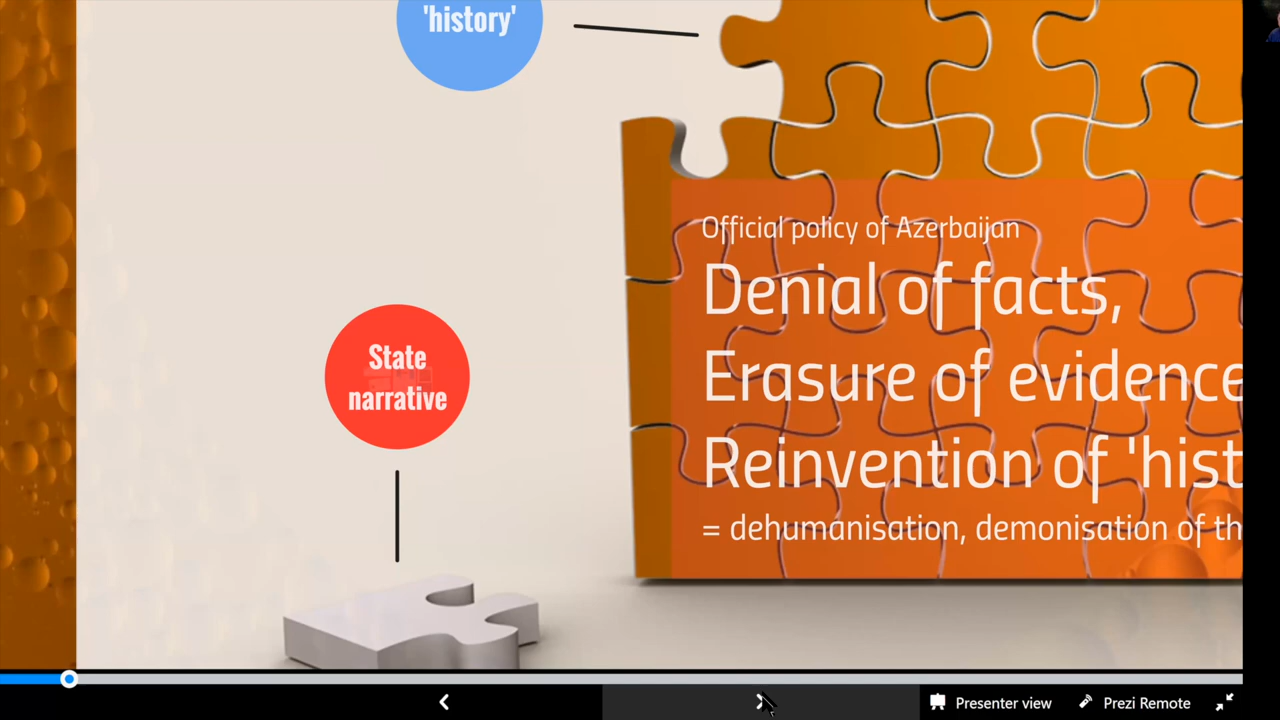 'history'
Official policy of Azerbaijan
Denial of facts,
Erasure of evidence
Reinvention of 'hist
= dehumanisation, demonisation of th
State
narrative
Presenter view
Prezi Remote